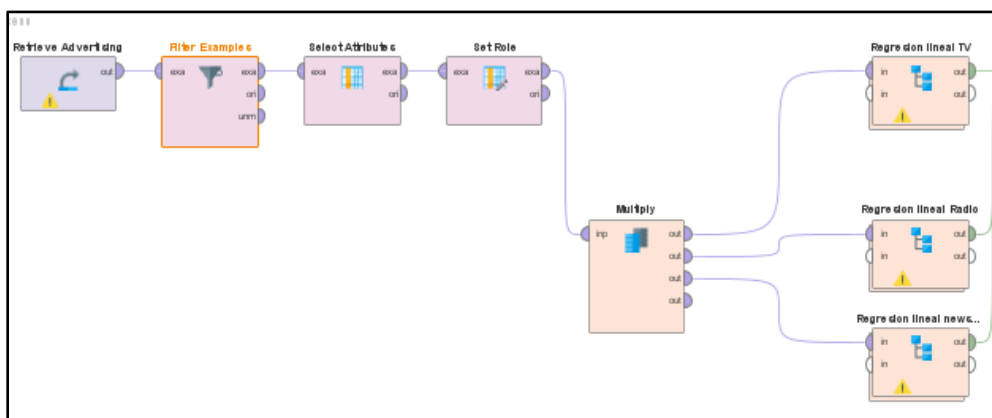 Retrieve Advertising
out
Filter Examples
exa
exa
ori
unm
Select Attributes
exa
exa
ori
Set Role
exa
exa
ori
Multiply
inp
out
out
out
out
Regresion lineal TV
in
out
in
out
Regresion lineal Radio
in
out
in
out
Regresion lineal news...
in
out
in
out